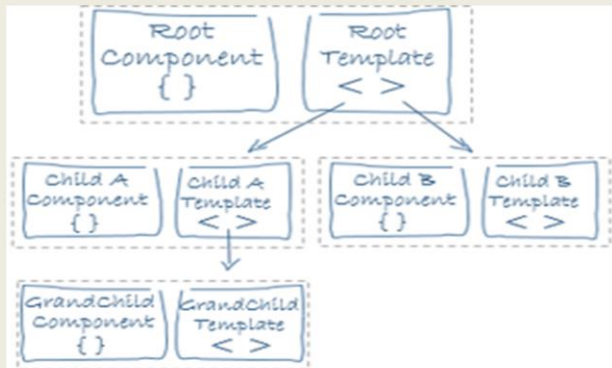 Root
Component
{ }
Root
Template
< >
Child A
Component
{ }
Child A
Template
< >
Child B
Component
{ }
Child B
Template
< >
GrandChild
Component
{ }
GrandChild
Template
< >